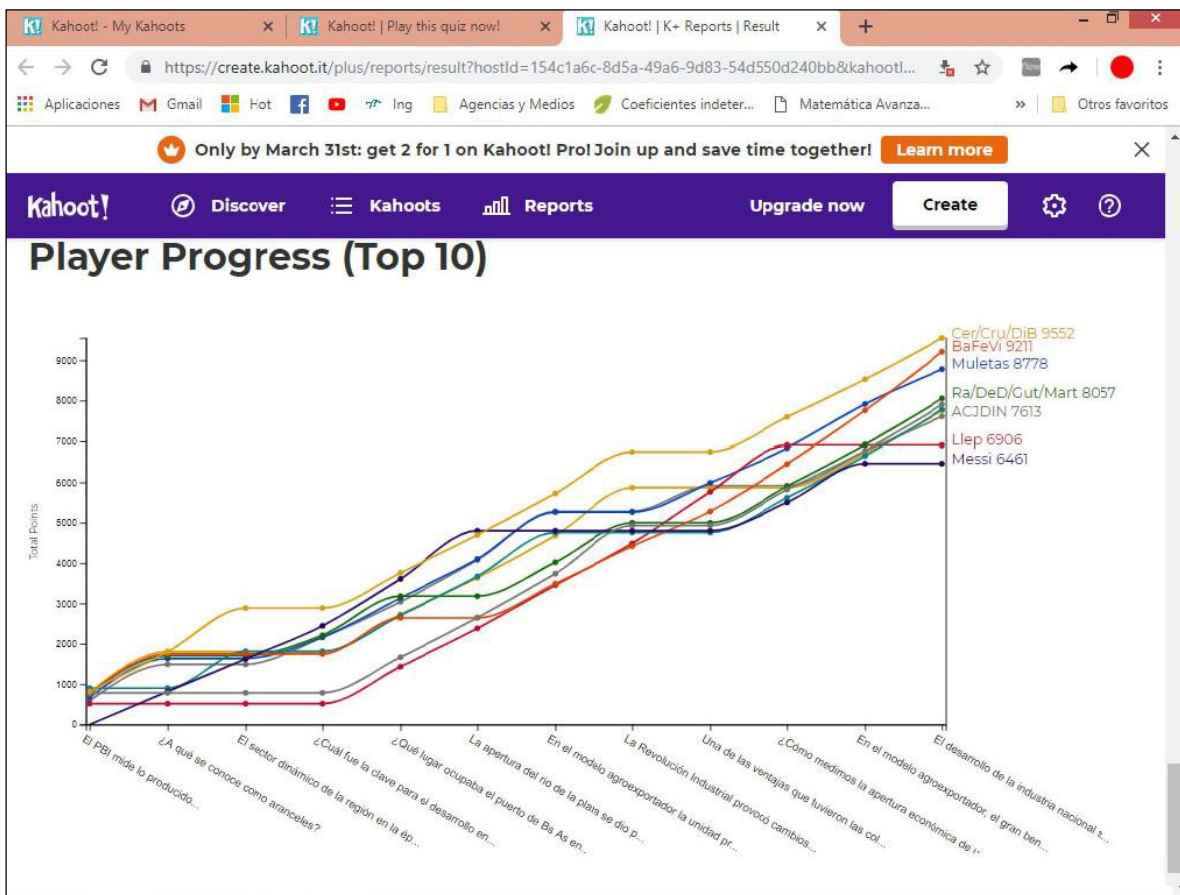 Kahoot! - My Kahoots
Kahoot! | Play this quiz now!
Kahoot! | K+ Reports | Result
https://create.kahoot.it/plus/reports/result?hostId=154c1a6c-8d5a-49a6-9d83-54d550d240bb&kahootI...
Aplicaciones Gmail Hot Ing Agencias y Medios Coeficientes indeter... Matemática Avanza... » Otros favoritos
Only by March 31st: get 2 for 1 on Kahoot! Pro! Join up and save time together! Learn more
Kahoot! Discover Kahoots Reports Upgrade now Create
Player Progress (Top 10)
Cer/Cru/DiB 9552
BaFeVi 9211
Muletas 8778
Ra/DeD/Gut/Mart 8057
ACJDIN 7613
Llep 6906
Messi 6461
Total Points
9000
8000
7000
6000
5000
4000
3000
2000
1000
0
El PBI mide lo producido...
¿A qué se conoce como aranceles?
El sector dinámico de la región en la ép...
¿Cuál fue la clave para el desarrollo en...
¿Qué lugar ocupaba el puerto de Bs As en...
La apertura del río de la plata se dio p...
En el modelo agroexportador la unidad pr...
La Revolución Industrial provocó cambios...
Una de las ventajas que tuvieron las col...
¿Cómo medimos la apertura económica de
En el modelo agroexportador, el gran ben...
El desarrollo de la industria nacional s...